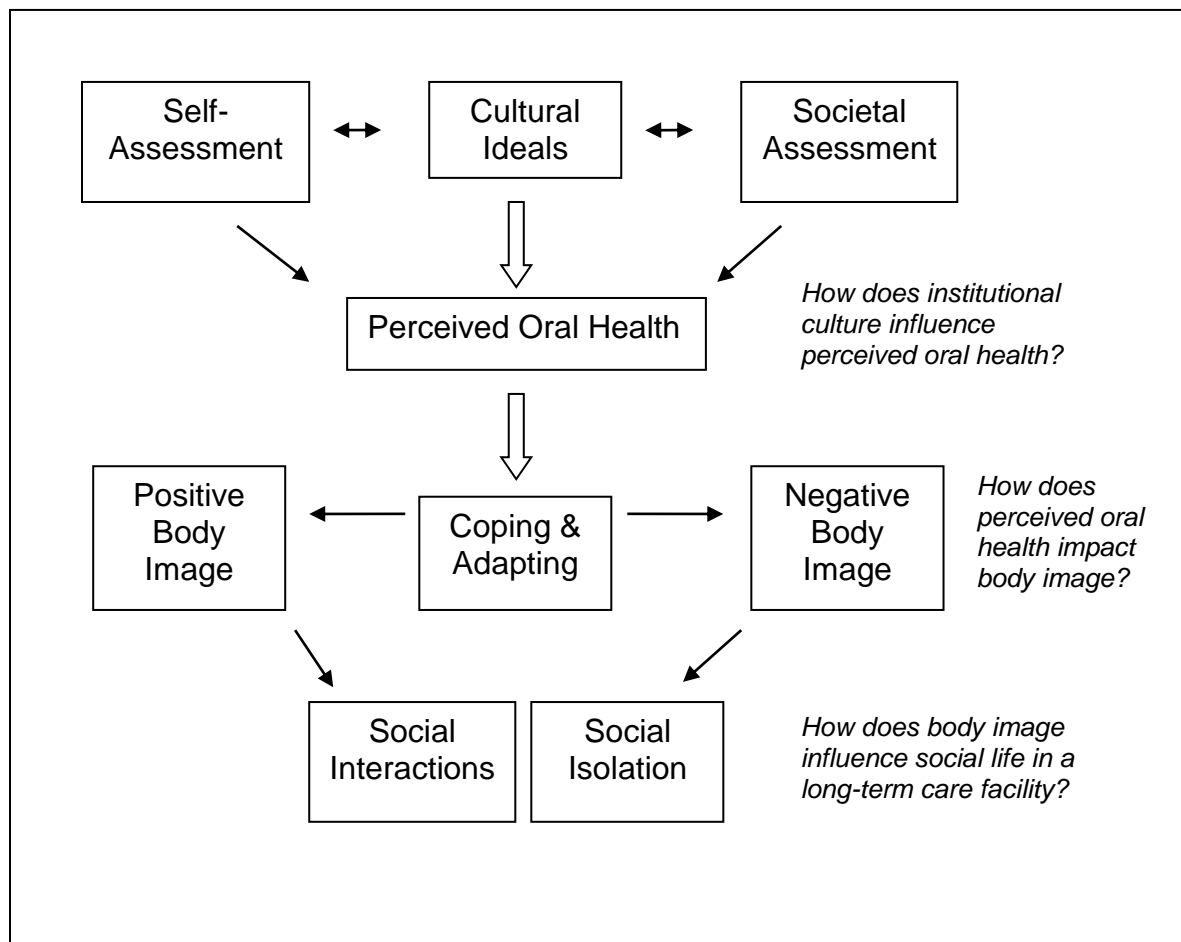 Self-
Assessment
Cultural
Ideals
Societal
Assessment
Perceived Oral Health
How does institutional
culture influence
perceived oral health?
Positive
Body
Image
Coping &
Adapting
Negative
Body
Image
How does
perceived oral
health impact
body image?
Social
Interactions
Social
Isolation
How does body image
influence social life in a
long-term care facility?